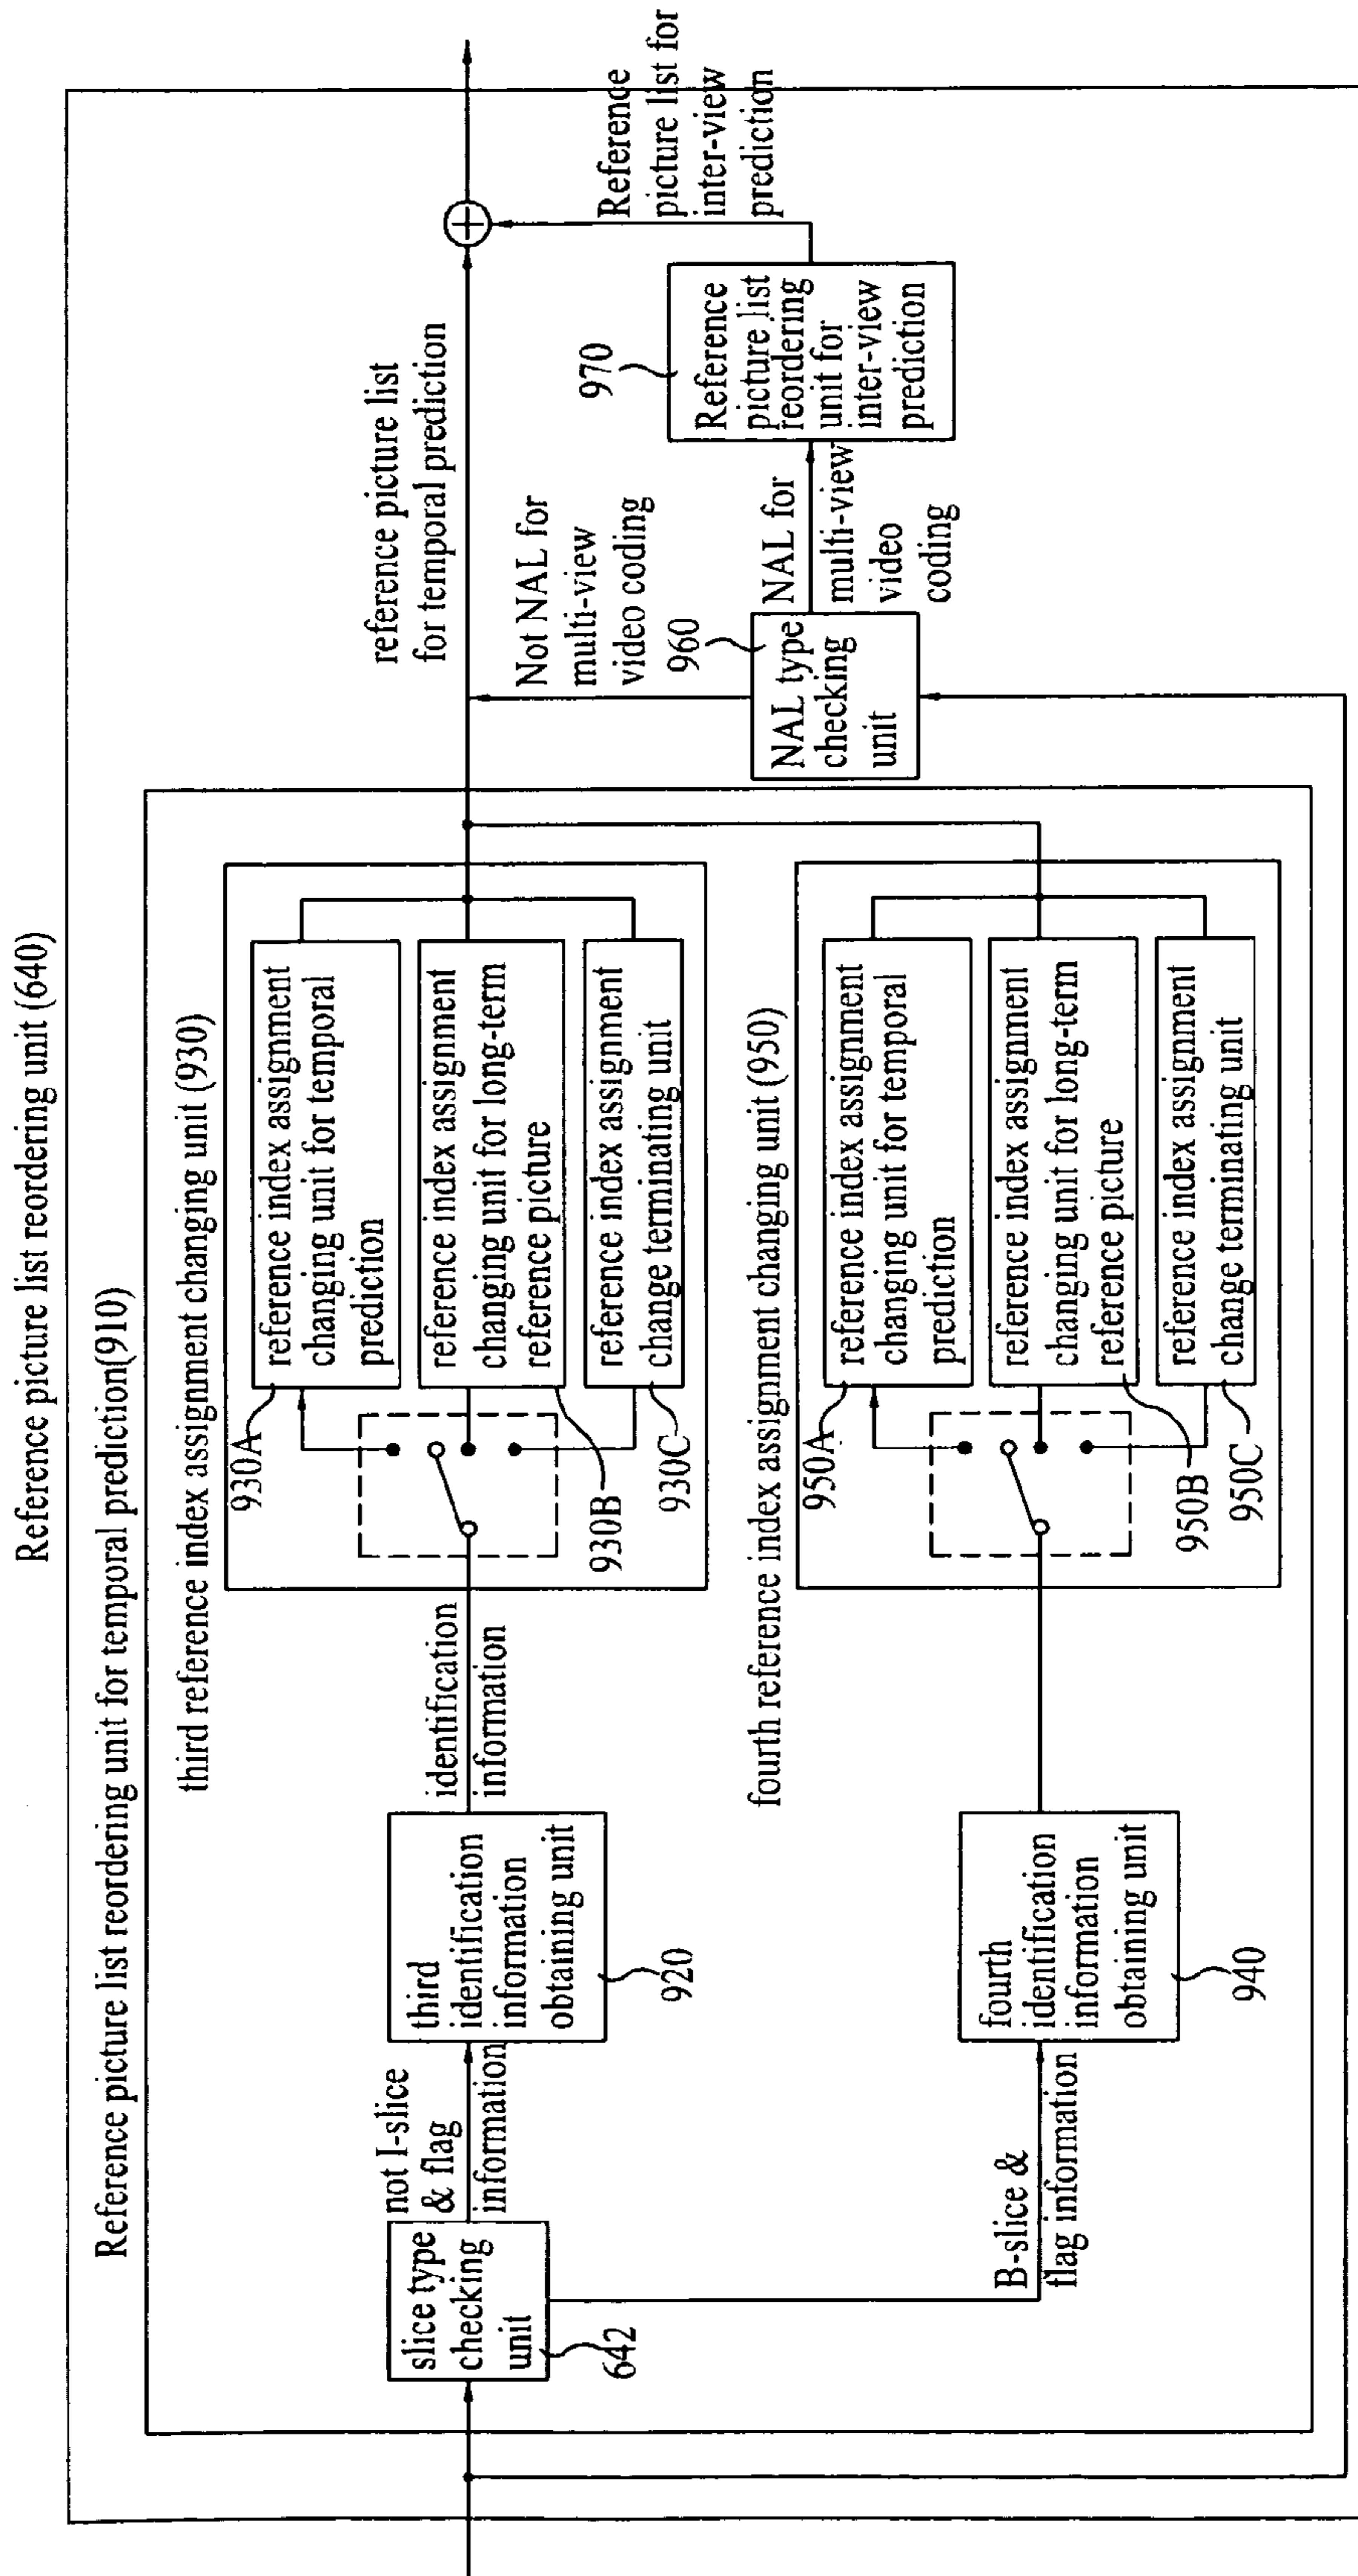 Reference picture list reordering unit (640)
Reference picture list reordering unit for temporal prediction(910)
third reference index assignment changing unit (930)
slice type
checking
unit
642
not I-slice
& flag
information
third
identification
information
obtaining unit
920
identification
information
930A
930B
930C
reference index assignment
changing unit for temporal
prediction
reference index assignment
changing unit for long-term
reference picture
reference index assignment
change terminating unit
B-slice &
flag information
fourth
identification
information
obtaining unit
940
fourth reference index assignment changing unit (950)
950A
950B
950C
reference index assignment
changing unit for temporal
prediction
reference index assignment
changing unit for long-term
reference picture
reference index assignment
change terminating unit
reference picture list
for temporal prediction
Not NAL for
multi-view
video coding
960
NAL type
checking
unit
NAL for
multi-view
video
coding
970
Reference
picture list
reordering
unit for
inter-view
prediction
Reference
picture list for
inter-view
prediction